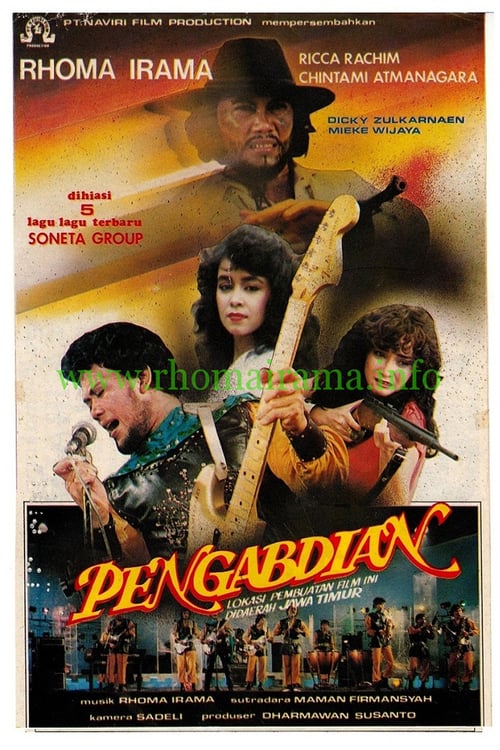 PT. NAVIRI FILM PRODUCTION mempersembahkan
RHOMA IRAMA
RICCA RACHIM
CHINTAMI ATMANAGARA
DICKY ZULKARNAEN
MIEKE WIJAYA
dihiasi
5
lagu lagu terbaru
SONETA GROUP
www.rhomairama.info
PENGABDIAN
LOKASI PEMBUATAN FILM INI
DIDAERAH JAWA TIMUR
musik RHOMA IRAMA sutradara MAMAN FIRMANSYAH
kamera SADELI produser DHARMAWAN SUSANTO